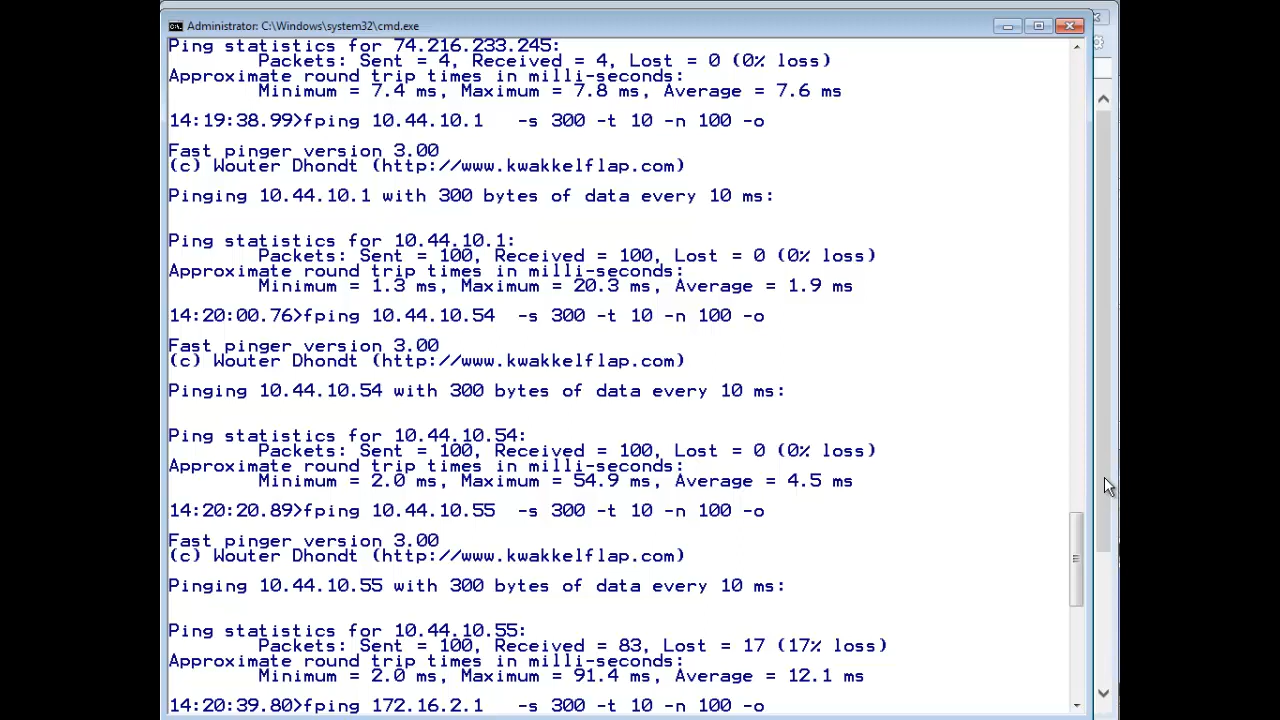 Administrator: C:\Windows\system32\cmd.exe
Ping statistics for 74.216.233.245:
Packets: Sent = 4, Received = 4, Lost = 0 (0% loss)
Approximate round trip times in milli-seconds:
Minimum = 7.4 ms, Maximum = 7.8 ms, Average = 7.6 ms
14:19:38.99>fping 10.44.10.1 -s 300 -t 10 -n 100 -o
Fast pinger version 3.00
(c) Wouter Dhondt (http://www.kwakkelflap.com)
Pinging 10.44.10.1 with 300 bytes of data every 10 ms:
Ping statistics for 10.44.10.1:
Packets: Sent = 100, Received = 100, Lost = 0 (0% loss)
Approximate round trip times in milli-seconds:
Minimum = 1.3 ms, Maximum = 20.3 ms, Average = 1.9 ms
14:20:00.76>fping 10.44.10.54 -s 300 -t 10 -n 100 -o
Fast pinger version 3.00
(c) Wouter Dhondt (http://www.kwakkelflap.com)
Pinging 10.44.10.54 with 300 bytes of data every 10 ms:
Ping statistics for 10.44.10.54:
Packets: Sent = 100, Received = 100, Lost = 0 (0% loss)
Approximate round trip times in milli-seconds:
Minimum = 2.0 ms, Maximum = 54.9 ms, Average = 4.5 ms
14:20:20.89>fping 10.44.10.55 -s 300 -t 10 -n 100 -o
Fast pinger version 3.00
(c) Wouter Dhondt (http://www.kwakkelflap.com)
Pinging 10.44.10.55 with 300 bytes of data every 10 ms:
Ping statistics for 10.44.10.55:
Packets: Sent = 100, Received = 83, Lost = 17 (17% loss)
Approximate round trip times in milli-seconds:
Minimum = 2.0 ms, Maximum = 91.4 ms, Average = 12.1 ms
14:20:39.80>fping 172.16.2.1 -s 300 -t 10 -n 100 -o